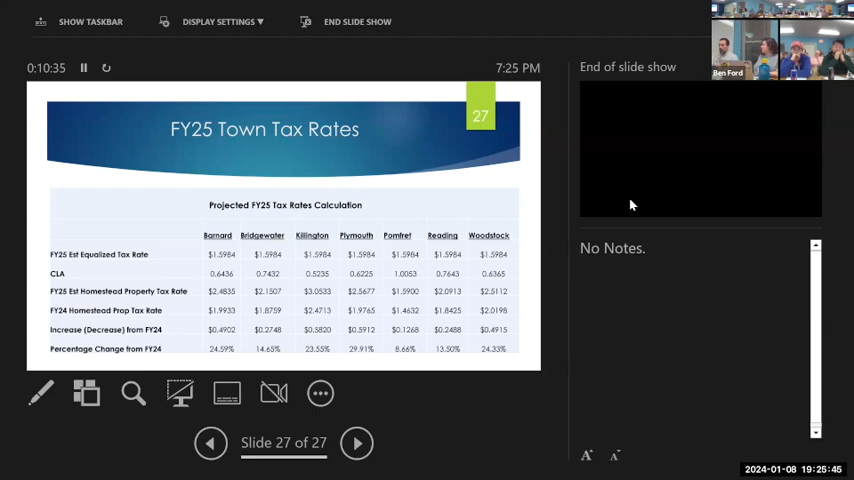 SHOW TASKBAR
DISPLAY SETTINGS ▼
END SLIDE SHOW
Ben Ford
0:10:35
7:25 PM
End of slide show
27
FY25 Town Tax Rates
Projected FY25 Tax Rates Calculation
Barnard Bridgewater Killington Plymouth Pomfret Reading Woodstock
FY25 Est Equalized Tax Rate $1.5984 $1.5984 $1.5984 $1.5984 $1.5984 $1.5984 $1.5984
CLA 0.6436 0.7432 0.5235 0.6225 1.0053 0.7643 0.6365
FY25 Est Homestead Property Tax Rate $2.4835 $2.1507 $3.0533 $2.5677 $1.5900 $2.0913 $2.5112
FY24 Homestead Prop Tax Rate $1.9933 $1.8759 $2.4713 $1.9765 $1.4632 $1.8425 $2.0198
Increase (Decrease) from FY24 $0.4902 $0.2748 $0.5820 $0.5912 $0.1268 $0.2488 $0.4915
Percentage Change from FY24 24.59% 14.65% 23.55% 29.91% 8.66% 13.50% 24.33%
No Notes.
Slide 27 of 27
A A
2024-01-08 19:25:45